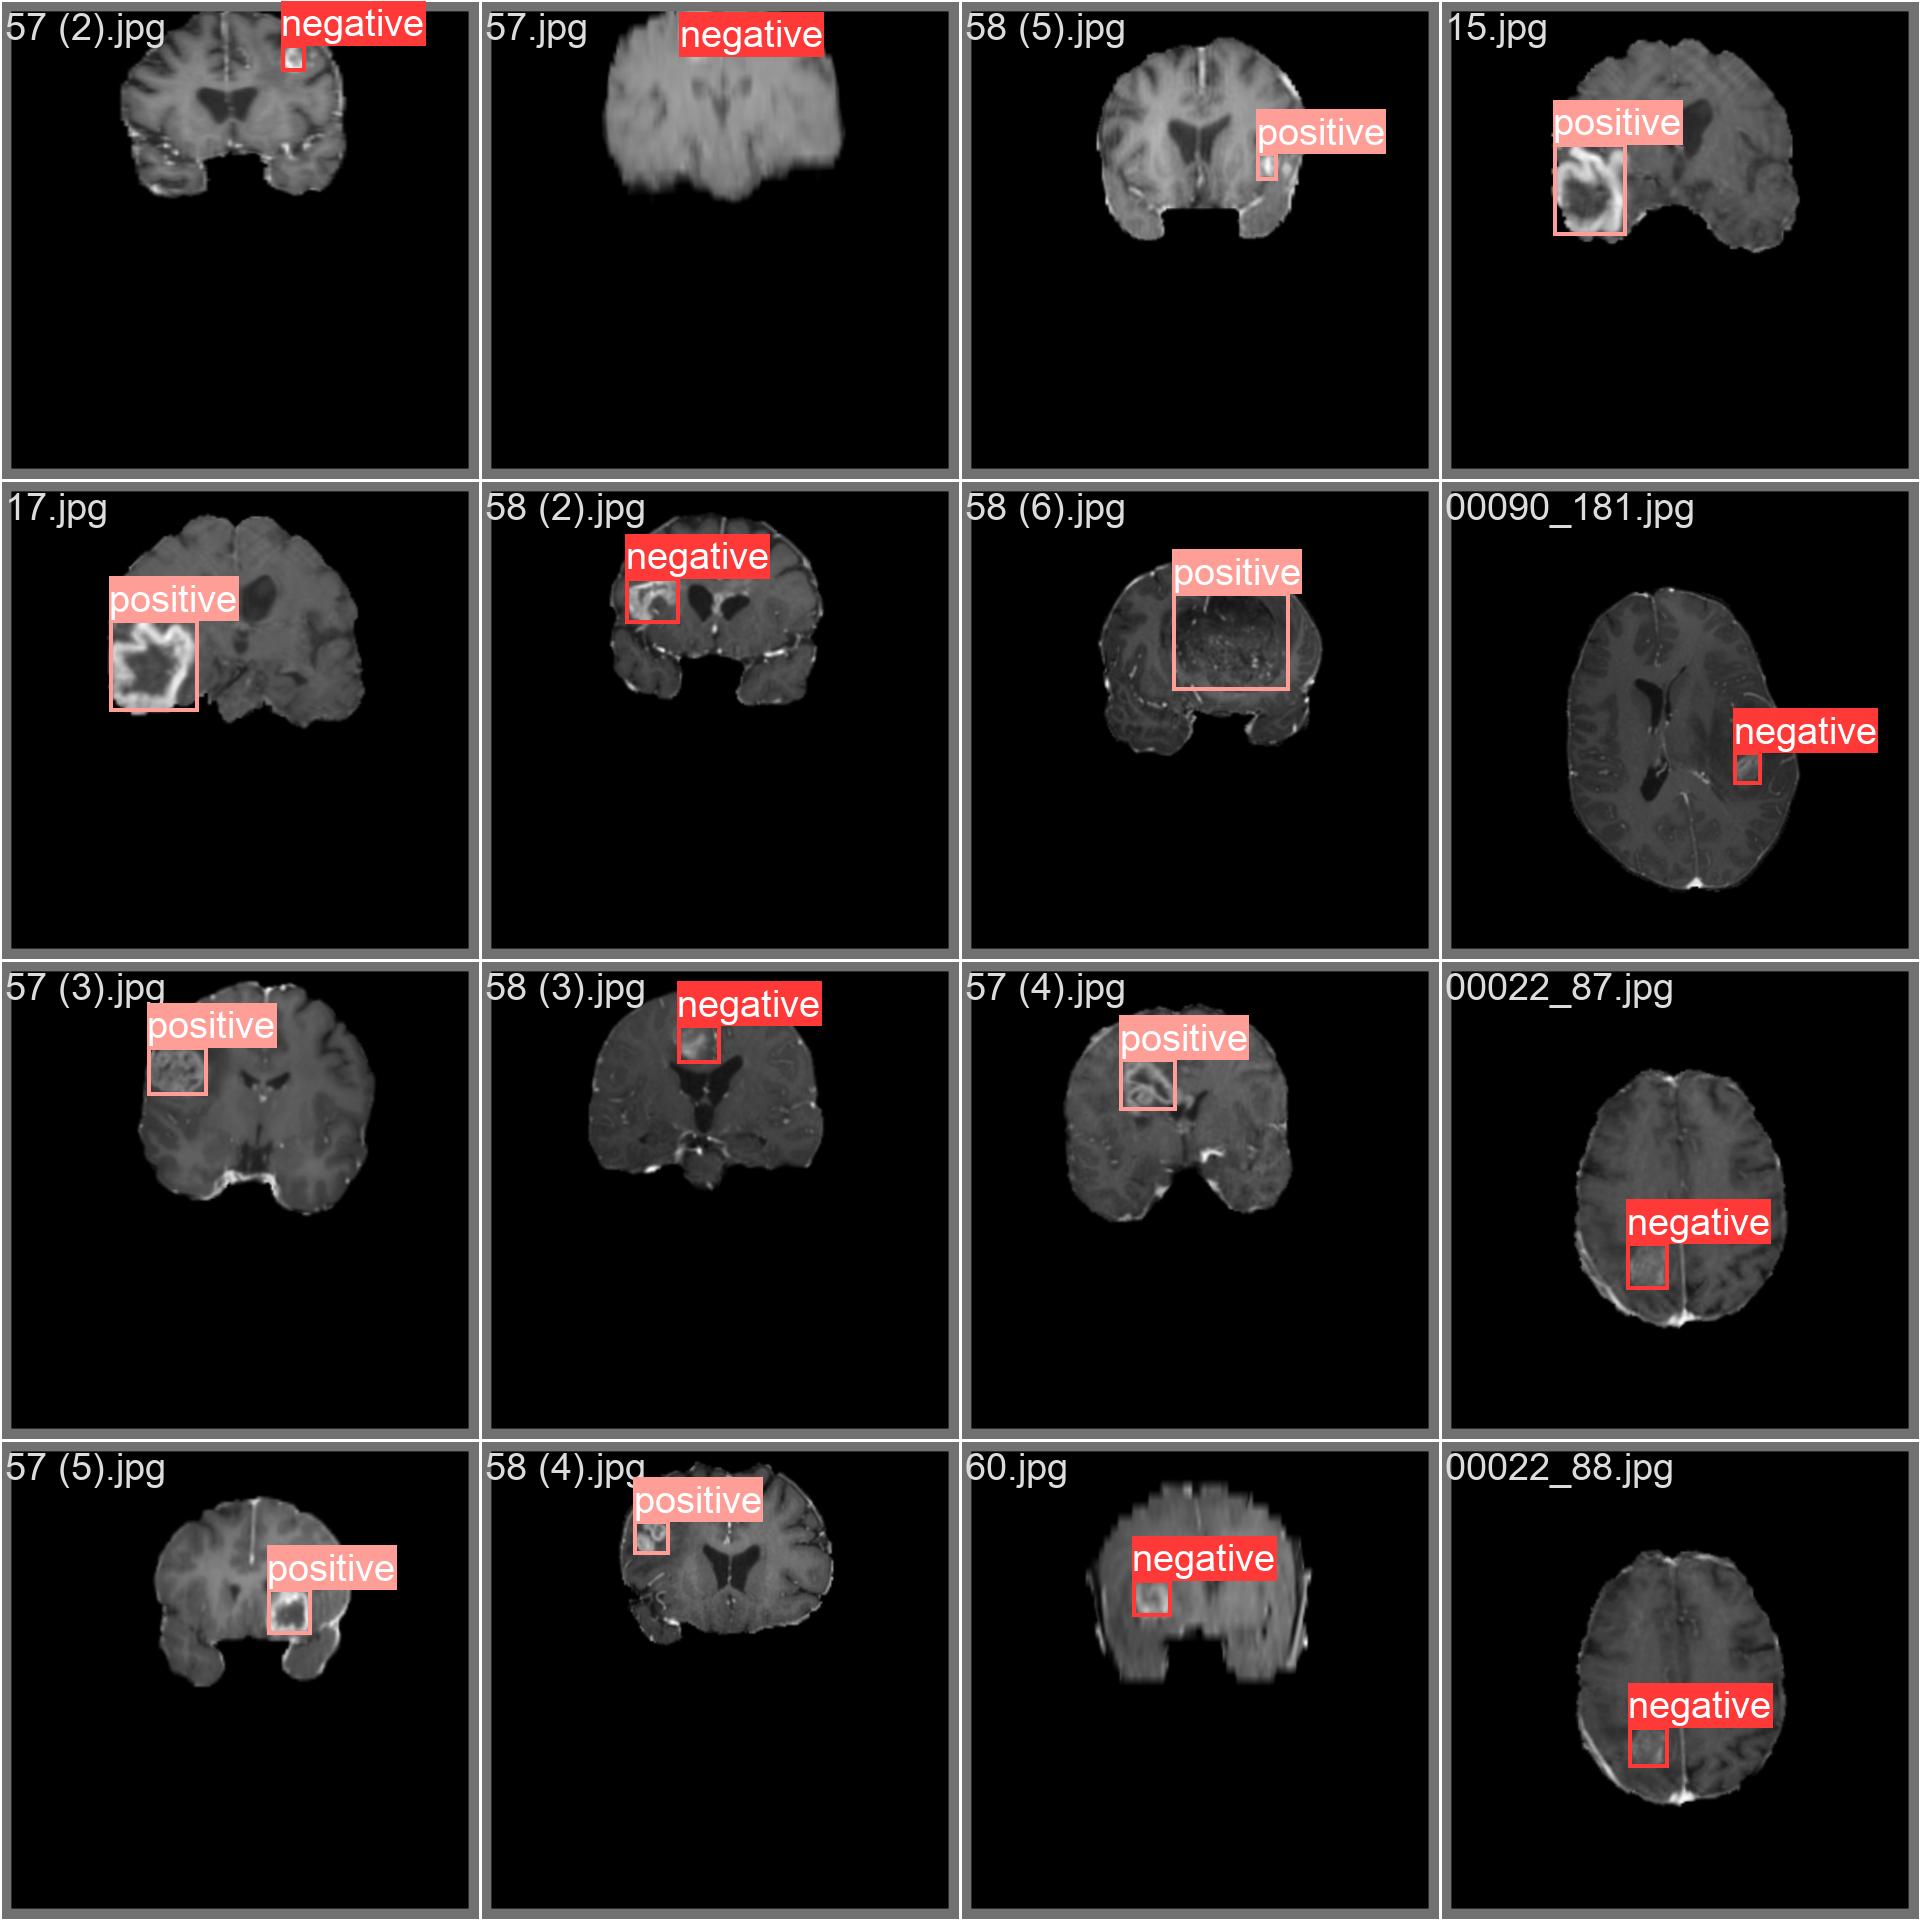 57 (2).jpg
negative
57.jpg
negative
58 (5).jpg
positive
15.jpg
positive
17.jpg
positive
58 (2).jpg
negative
58 (6).jpg
positive
00090_181.jpg
negative
57 (3).jpg
positive
58 (3).jpg
negative
57 (4).jpg
positive
00022_87.jpg
negative
57 (5).jpg
positive
58 (4).jpg
positive
60.jpg
negative
00022_88.jpg
negative